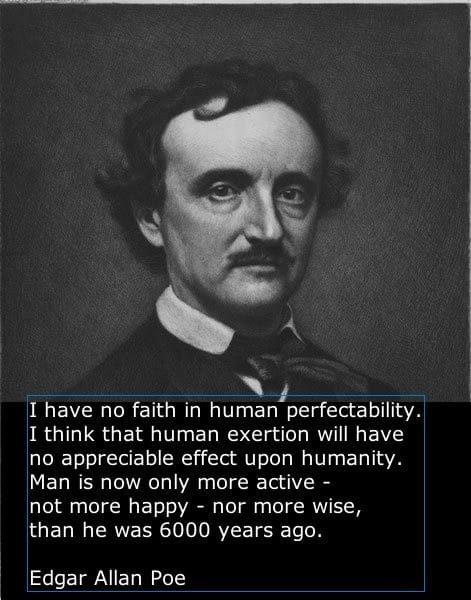 I have no faith in human perfectability.
I think that human exertion will have
no appreciable effect upon humanity.
Man is now only more active -
not more happy - nor more wise,
than he was 6000 years ago.
Edgar Allan Poe